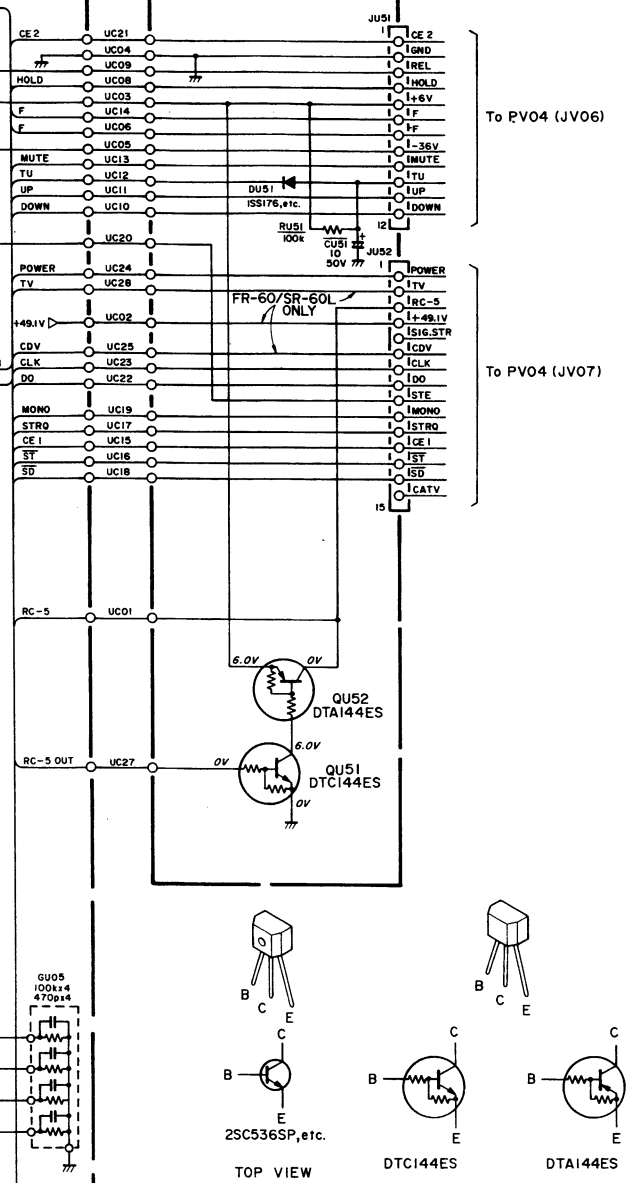 JU51
CE 2 UC21 1 CE 2
UC04 GND
UC09 REL
HOLD UC08 HOLD
UC03 +6V
F UC14 F
F UC06 F
UC05 -36V
MUTE UC13 MUTE
TU UC12 TU
UP UC11 UP
DOWN UC10 DOWN
12
To PV04 (JV06)
DU51
1SS176,etc.
RU51
100k
CU51
10
50V
JU52
UC20
1
POWER UC24 POWER
TV UC28 TV
FR-60/SR-60L
ONLY
RC-5
+49.1V UC02 +49.1V
SIG.STR
CDV UC25 CDV
CLK UC23 CLK
DO UC22 DO
STE
MONO UC19 MONO
STRQ UC17 STRQ
CE 1 UC15 CE 1
ST UC16 ST
SD UC18 SD
CATV
15
To PV04 (JV07)
RC-5 UC01
6.0V 0V
QU52
DTA144ES
6.0V
RC-5 OUT UC27 0V
QU51
DTC144ES
0V
B C E
B C E
GU05
100kx4
470px4
C
B
E
2SC536SP,etc.
TOP VIEW
C
B
E
DTC144ES
C
B
E
DTA144ES